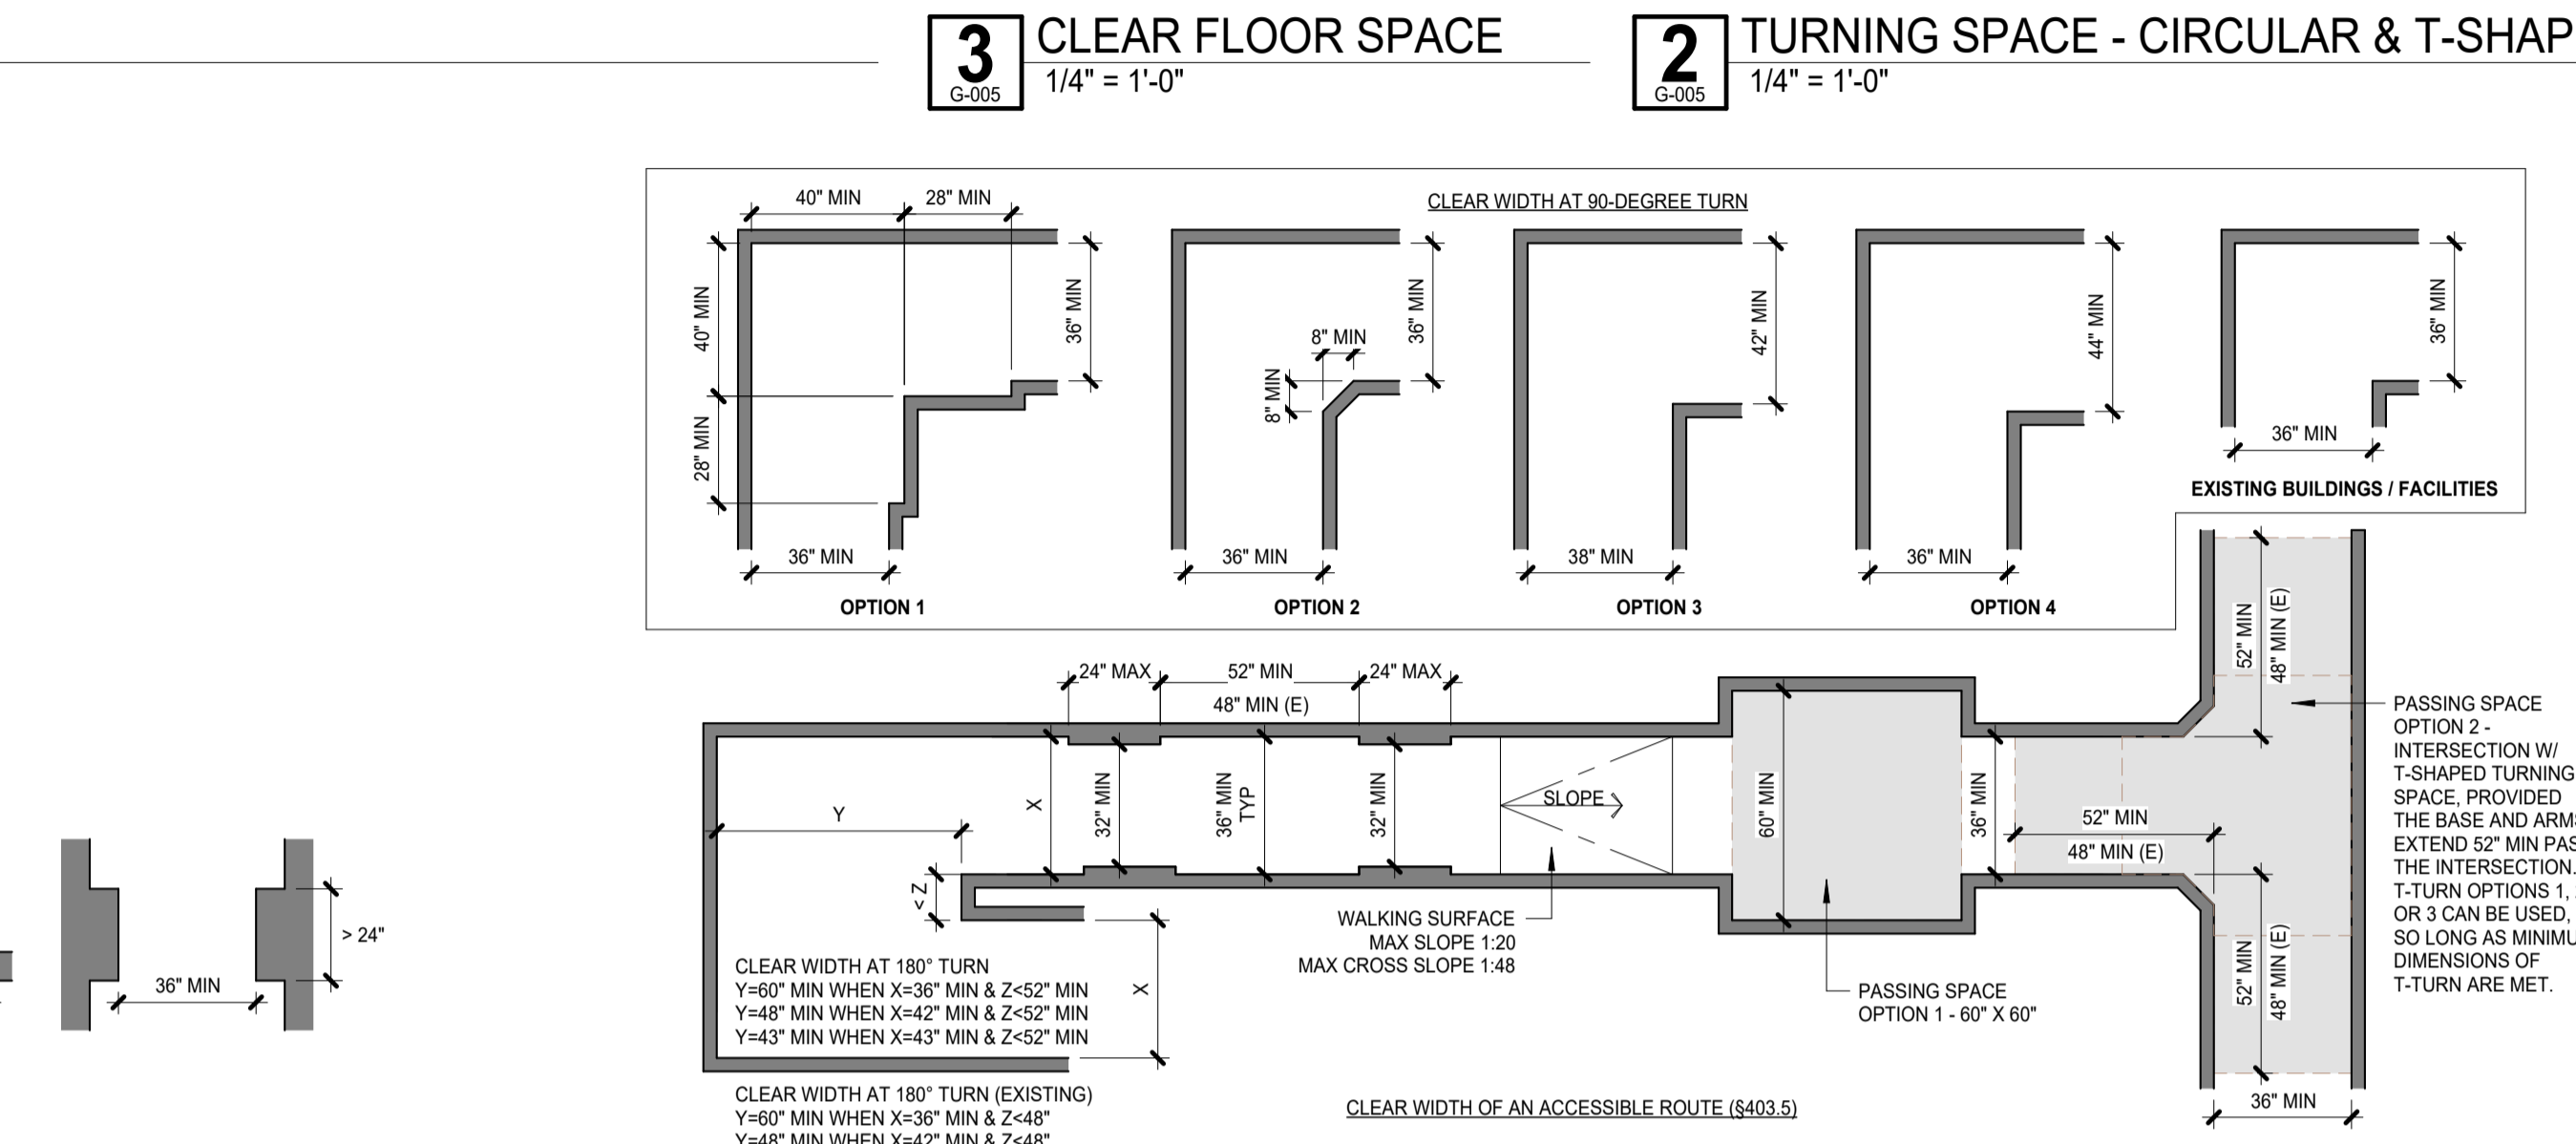 3
G-005
CLEAR FLOOR SPACE
1/4" = 1'-0"
2
G-005
TURNING SPACE - CIRCULAR & T-SHAP
1/4" = 1'-0"
CLEAR WIDTH AT 90-DEGREE TURN
40" MIN
28" MIN
40" MIN
28" MIN
36" MIN
36" MIN
OPTION 1
8" MIN
8" MIN
36" MIN
36" MIN
OPTION 2
42" MIN
38" MIN
OPTION 3
44" MIN
36" MIN
OPTION 4
36" MIN
36" MIN
EXISTING BUILDINGS / FACILITIES
24" MAX
52" MIN
48" MIN (E)
24" MAX
Y
X
32" MIN
36" MIN
TYP
32" MIN
SLOPE
60" MIN
36" MIN
52" MIN
48" MIN (E)
52" MIN
48" MIN (E)
52" MIN
48" MIN (E)
36" MIN
< Z
X
PASSING SPACE
OPTION 2 -
INTERSECTION W/
T-SHAPED TURNING
SPACE, PROVIDED
THE BASE AND ARM
EXTEND 52" MIN PAS
THE INTERSECTION.
T-TURN OPTIONS 1,
OR 3 CAN BE USED,
SO LONG AS MINIMU
DIMENSIONS OF
T-TURN ARE MET.
WALKING SURFACE
MAX SLOPE 1:20
MAX CROSS SLOPE 1:48
PASSING SPACE
OPTION 1 - 60" X 60"
CLEAR WIDTH AT 180° TURN
Y=60" MIN WHEN X=36" MIN & Z<52" MIN
Y=48" MIN WHEN X=42" MIN & Z<52" MIN
Y=43" MIN WHEN X=43" MIN & Z<52" MIN
CLEAR WIDTH AT 180° TURN (EXISTING)
Y=60" MIN WHEN X=36" MIN & Z<48"
Y=48" MIN WHEN X=42" MIN & Z<48"
CLEAR WIDTH OF AN ACCESSIBLE ROUTE (§403.5)
36" MIN
> 24"